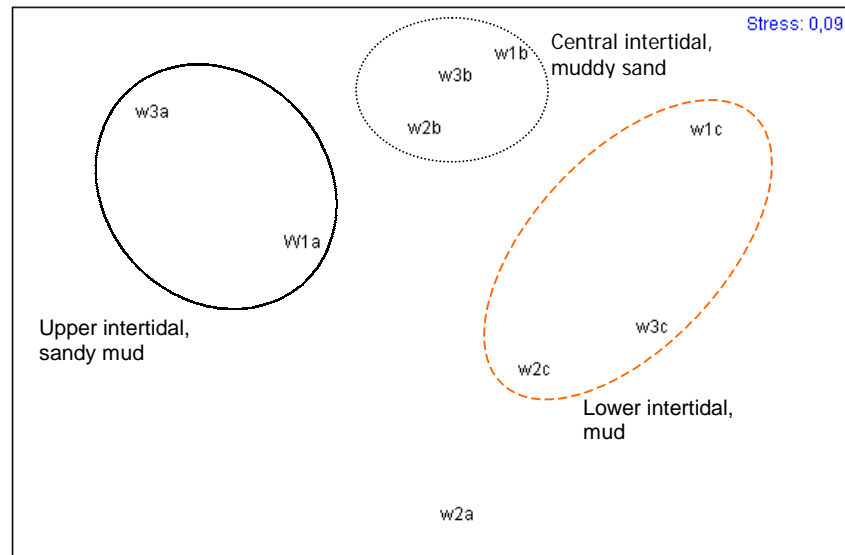 Stress: 0,09
Central intertidal,
muddy sand
w1b
w3b
w2b
w3a
w1c
W1a
Upper intertidal,
sandy mud
w3c
w2c
Lower intertidal,
mud
w2a